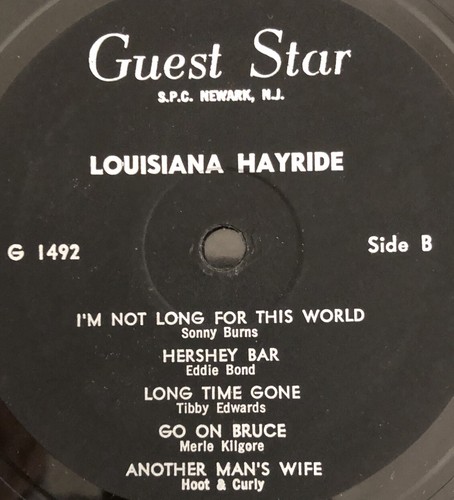 Guest Star
S.P.C. NEWARK, N.J.
LOUISIANA HAYRIDE
G 1492
Side B
I'M NOT LONG FOR THIS WORLD
Sonny Burns
HERSHEY BAR
Eddie Bond
LONG TIME GONE
Tibby Edwards
GO ON BRUCE
Merle Kilgore
ANOTHER MAN'S WIFE
Hoot & Curly